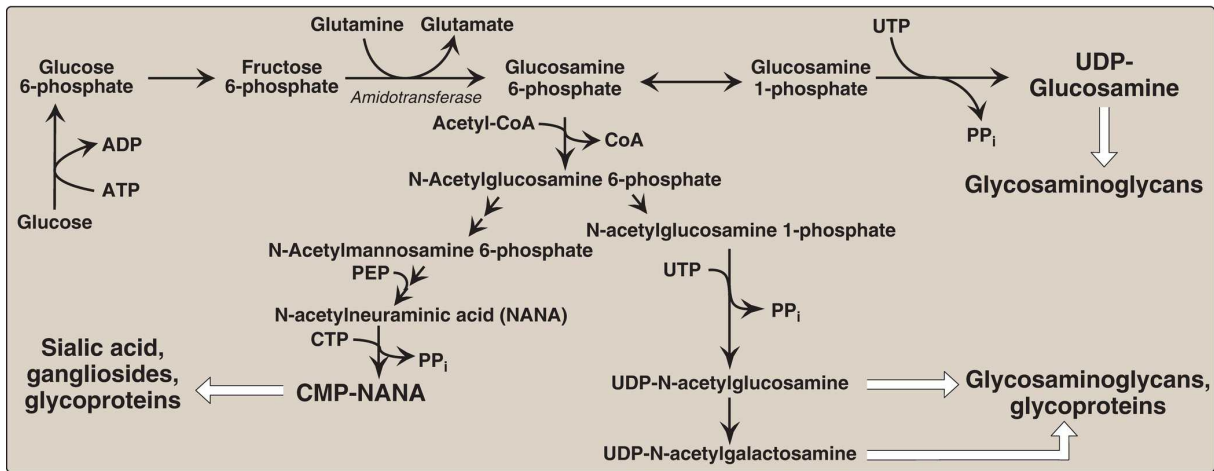 Glutamine
Glutamate
UTP
Glucose
6-phosphate
Fructose
6-phosphate
Amidotransferase
Glucosamine
6-phosphate
Glucosamine
1-phosphate
UDP-
Glucosamine
PPi
Acetyl-CoA
CoA
ADP
ATP
Glucose
N-Acetylglucosamine 6-phosphate
Glycosaminoglycans
N-Acetylmannosamine 6-phosphate
N-acetylglucosamine 1-phosphate
PEP
UTP
PPi
N-acetylneuraminic acid (NANA)
CTP
PPi
Sialic acid,
gangliosides,
glycoproteins
CMP-NANA
UDP-N-acetylglucosamine
Glycosaminoglycans,
glycoproteins
UDP-N-acetylgalactosamine